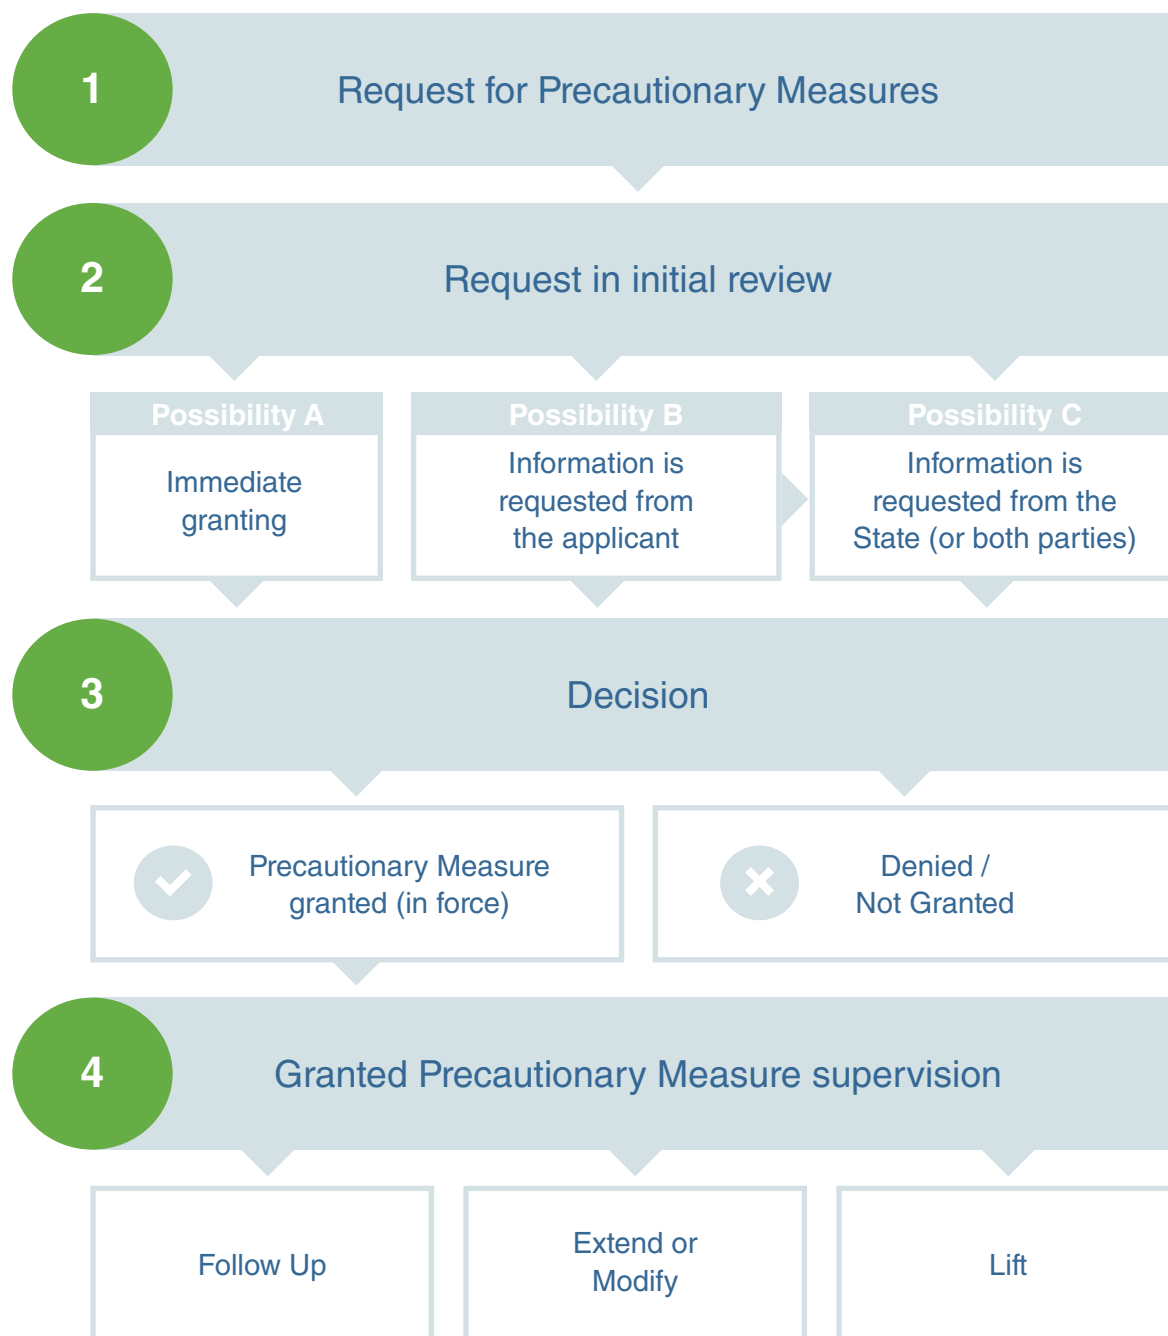 1
Request for Precautionary Measures
2
Request in initial review
Possibility A
Immediate
granting
Possibility B
Information is
requested from
the applicant
Possibility C
Information is
requested from the
State (or both parties)
3
Decision
Precautionary Measure
granted (in force)
Denied /
Not Granted
4
Granted Precautionary Measure supervision
Follow Up
Extend or
Modify
Lift